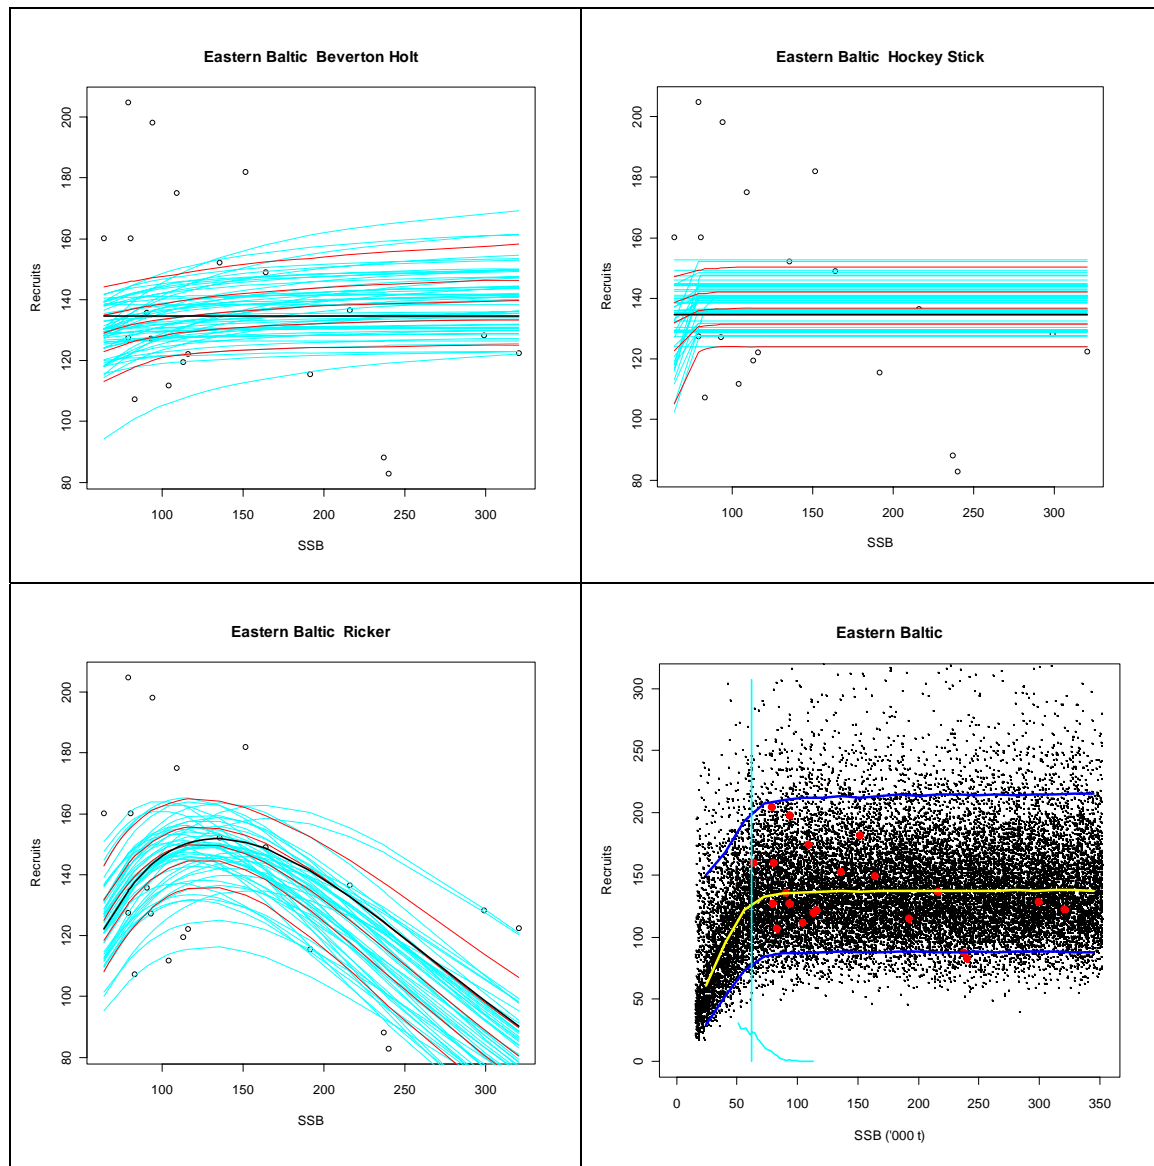 Eastern Baltic Beverton Holt
Recruits
80 100 120 140 160 180 200
100 150 200 250 300
SSB
Eastern Baltic Hockey Stick
Recruits
80 100 120 140 160 180 200
100 150 200 250 300
SSB
Eastern Baltic Ricker
Recruits
80 100 120 140 160 180 200
100 150 200 250 300
SSB
Eastern Baltic
Recruits
0 50 100 150 200 250 300
0 50 100 150 200 250 300 350
SSB ('000 t)